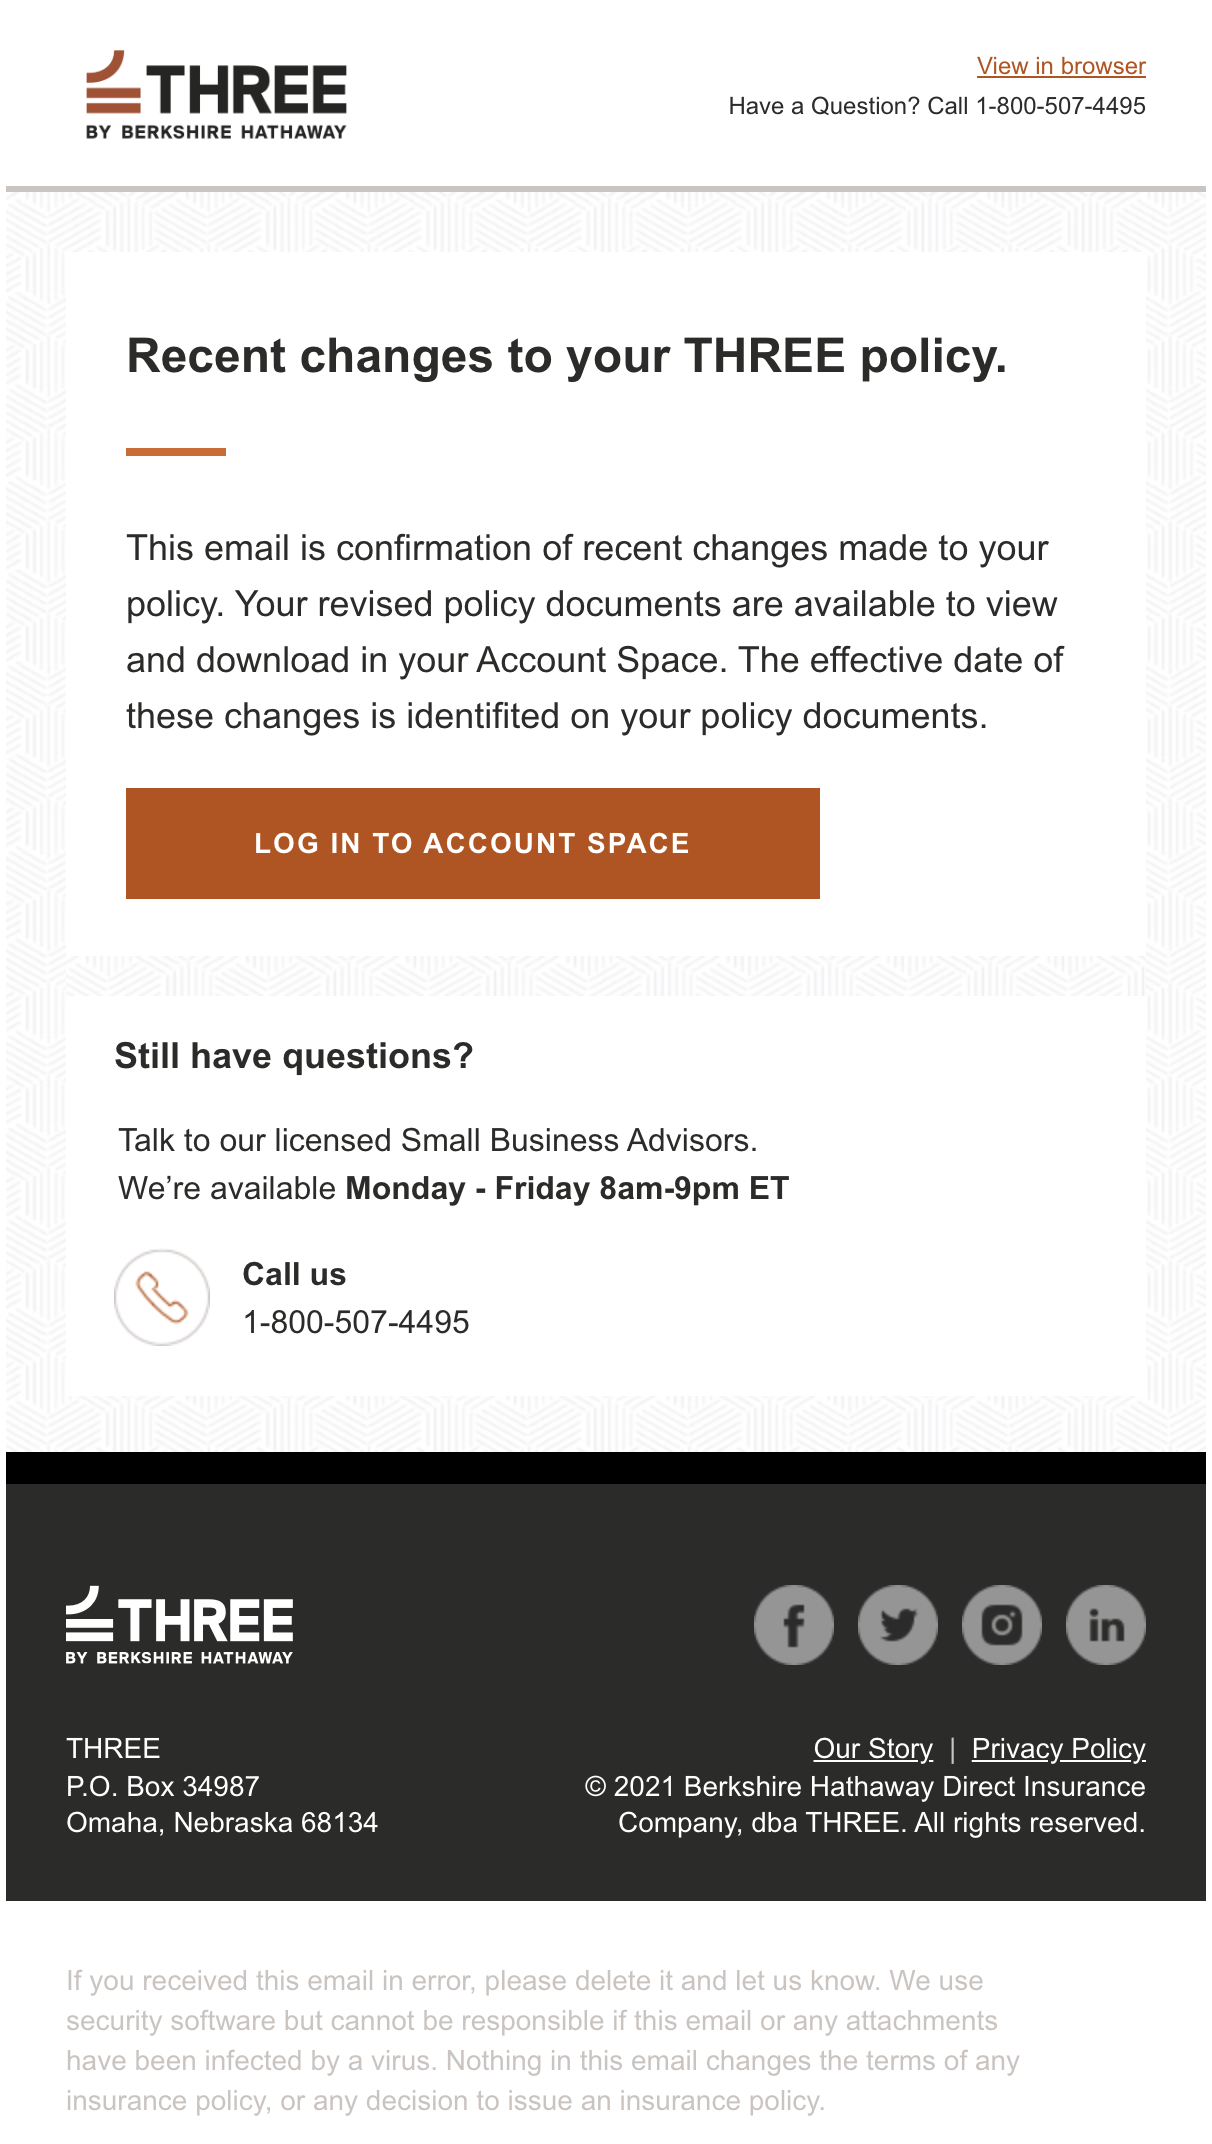 THREE
BY BERKSHIRE HATHAWAY
View in browser
Have a Question? Call 1-800-507-4495
Recent changes to your THREE policy.
This email is confirmation of recent changes made to your
policy. Your revised policy documents are available to view
and download in your Account Space. The effective date of
these changes is identifited on your policy documents.
LOG IN TO ACCOUNT SPACE
Still have questions?
Talk to our licensed Small Business Advisors.
We’re available Monday - Friday 8am-9pm ET
Call us
1-800-507-4495
THREE
BY BERKSHIRE HATHAWAY
f
in
THREE
P.O. Box 34987
Omaha, Nebraska 68134
Our Story | Privacy Policy
© 2021 Berkshire Hathaway Direct Insurance
Company, dba THREE. All rights reserved.
If you received this email in error, please delete it and let us know. We use
security software but cannot be responsible if this email or any attachments
have been infected by a virus. Nothing in this email changes the terms of any
insurance policy, or any decision to issue an insurance policy.